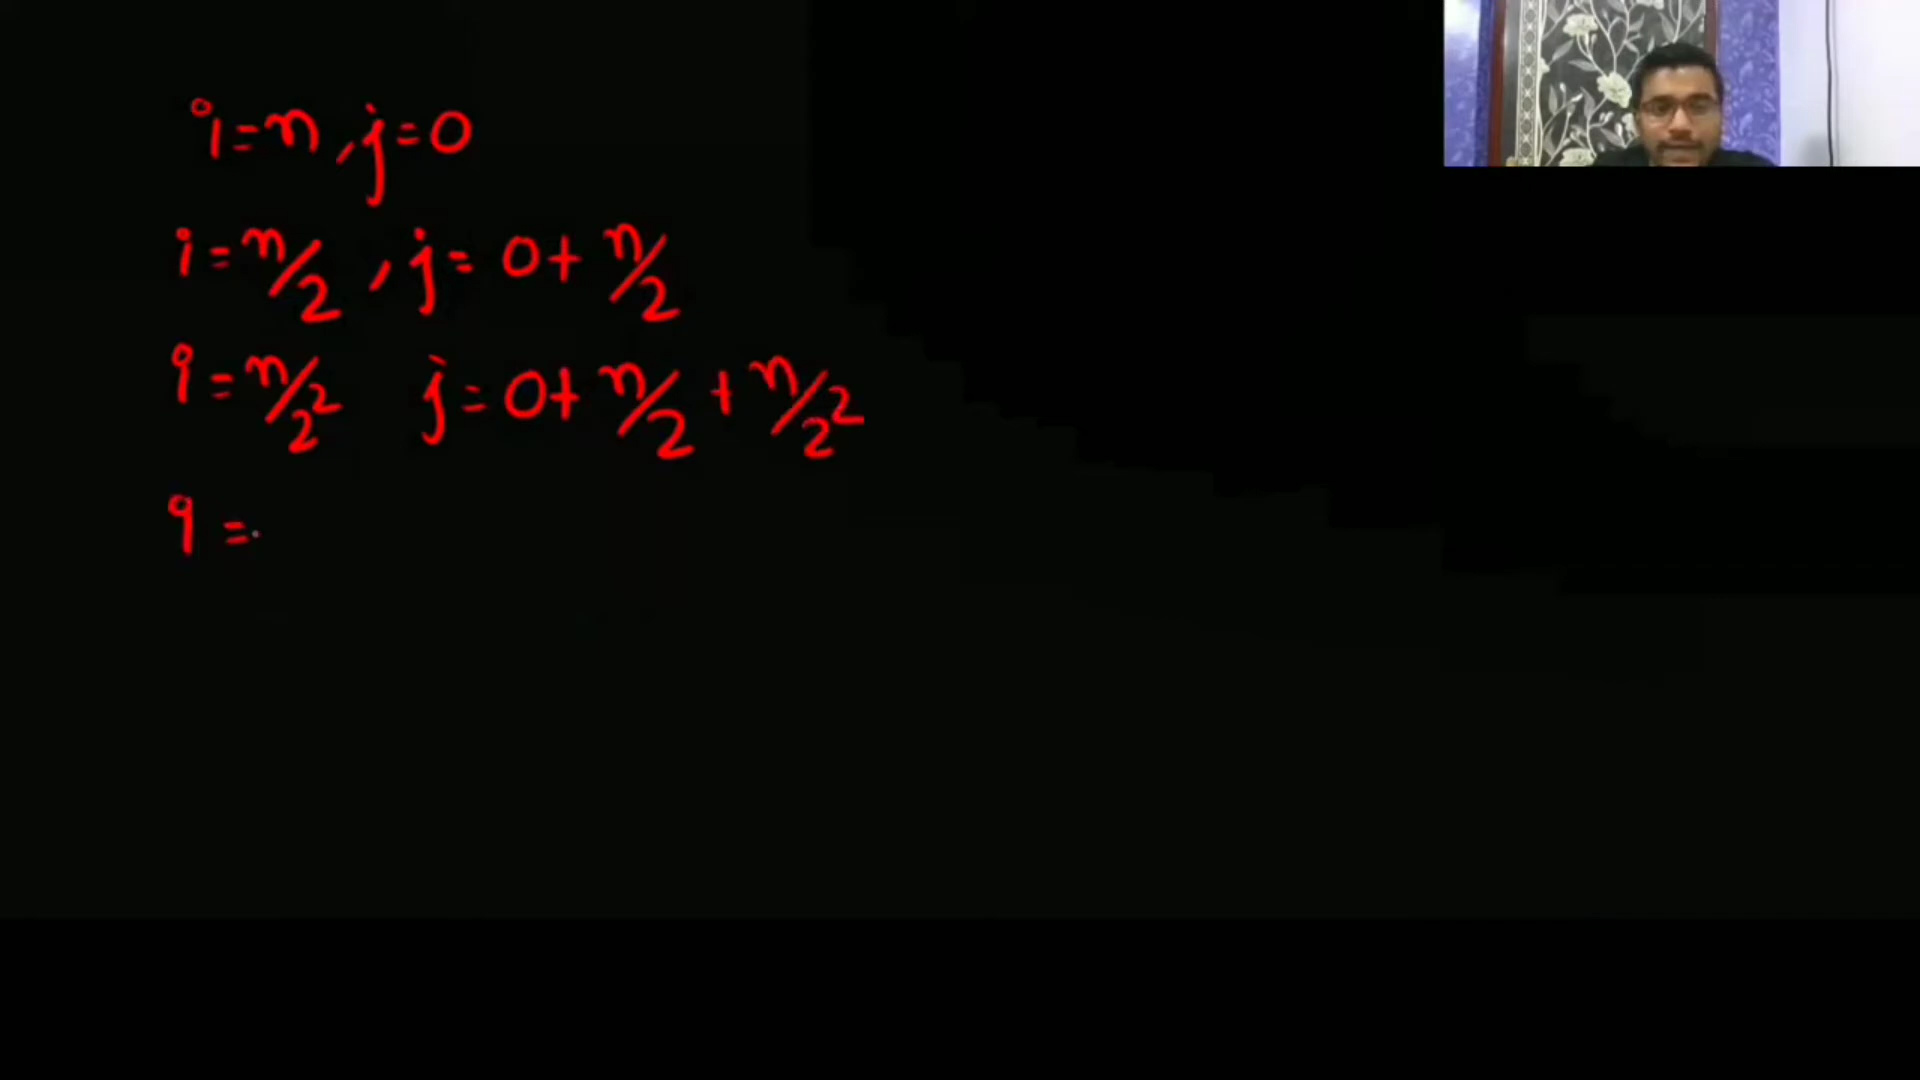 i=n, j=0
i=n/2, j=0+n/2
i=n/2² j=0+n/2+n/2²
i=